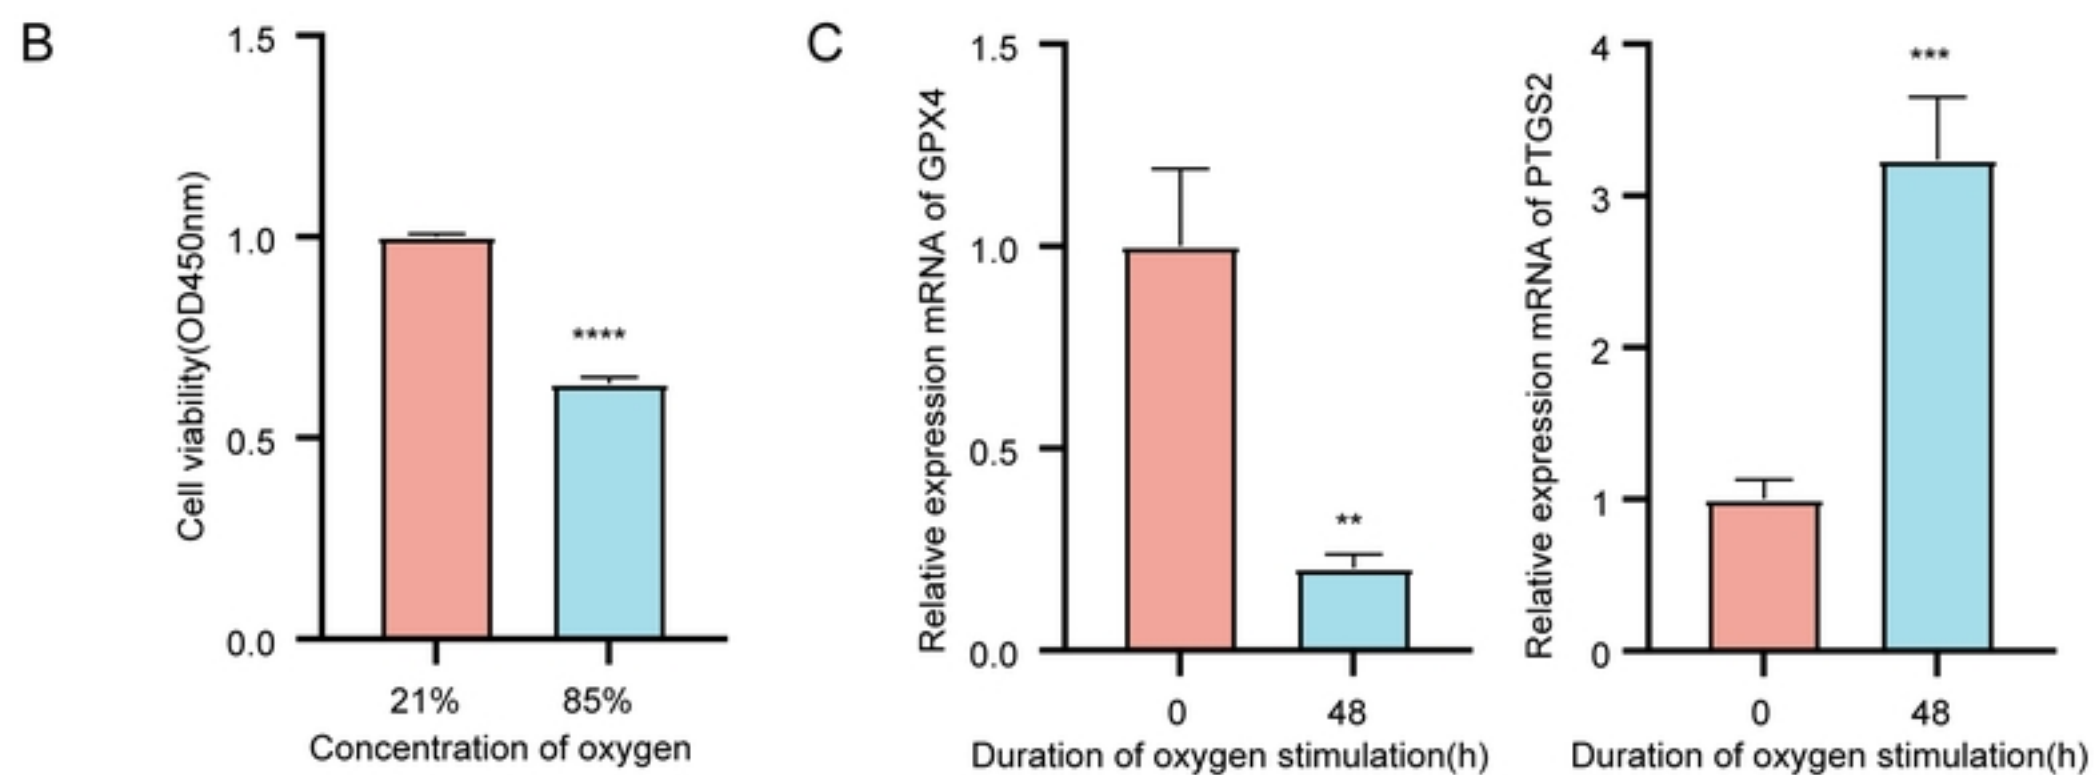 B
Cell viability(OD450nm)
1.5
1.0
0.5
0.0
****
21% 85%
Concentration of oxygen
C
Relative expression mRNA of GPX4
1.5
1.0
0.5
0.0
**
0 48
Duration of oxygen stimulation(h)
Relative expression mRNA of PTGS2
4
3
2
1
0
***
0 48
Duration of oxygen stimulation(h)